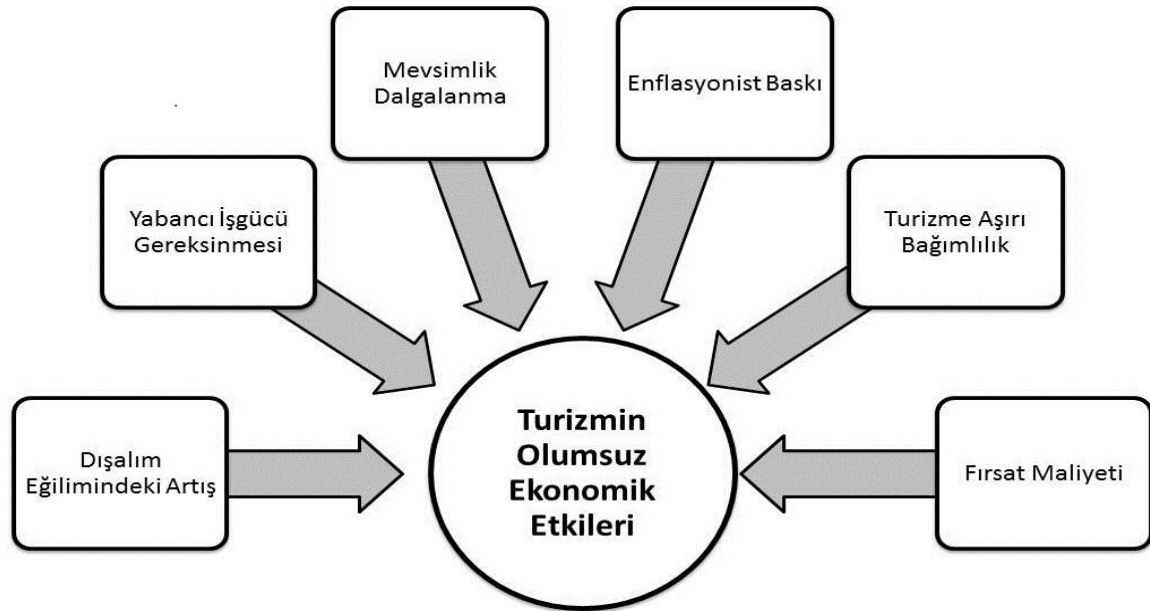 Mevsimlik
Dalgalanma
Enflasyonist Baskı
Yabancı İşgücü
Gereksinmesi
Turizme Aşırı
Bağımlılık
Dışalım
Eğilimindeki Artış
Turizmin
Olumsuz
Ekonomik
Etkileri
Fırsat Maliyeti